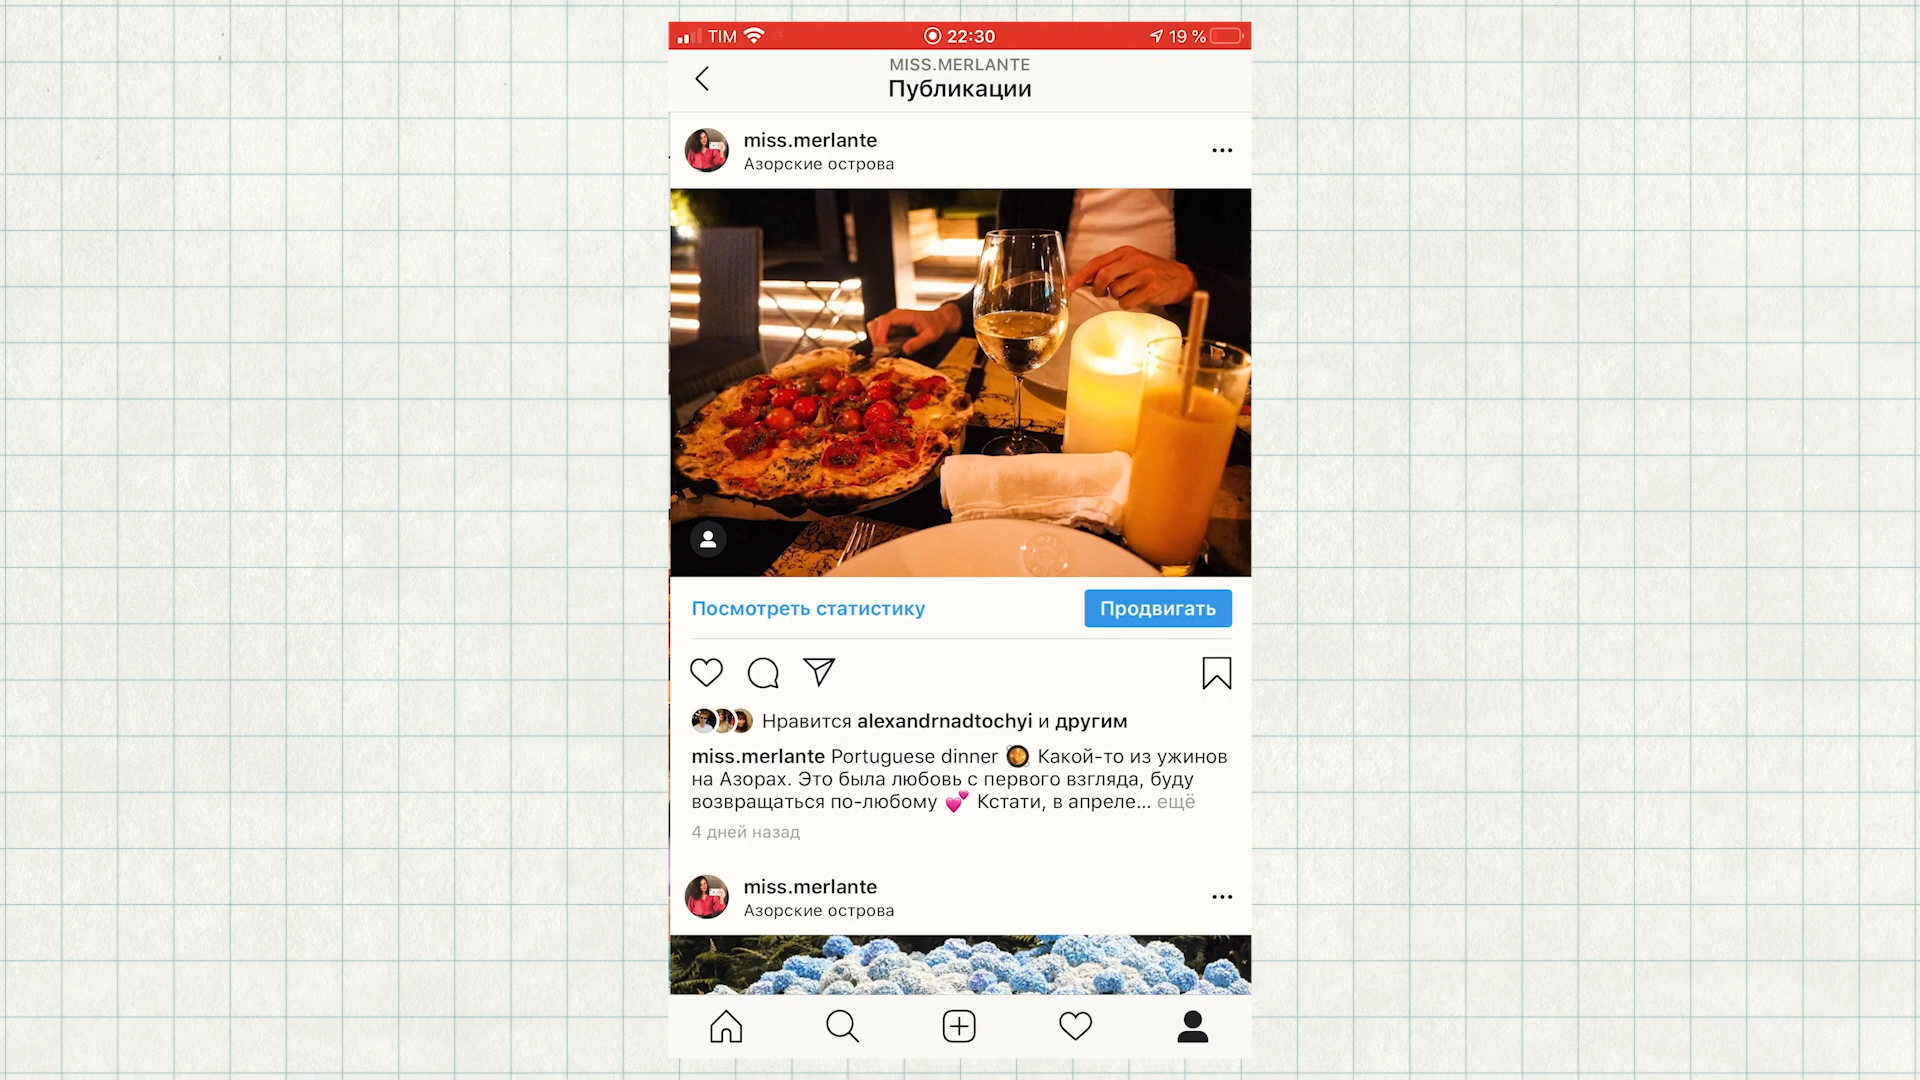 TIM 22:30 19 %
MISS.MERLANTE
Публикации
miss.merlante
Азорские острова
Посмотреть статистику Продвигать
Нравится alexandrnadtochyi и другим
miss.merlante Portuguese dinner 🥘 Какой-то из ужинов
на Азорах. Это была любовь с первого взгляда, буду
возвращаться по-любому 💕 Кстати, в апреле... ещё
4 дней назад
miss.merlante
Азорские острова